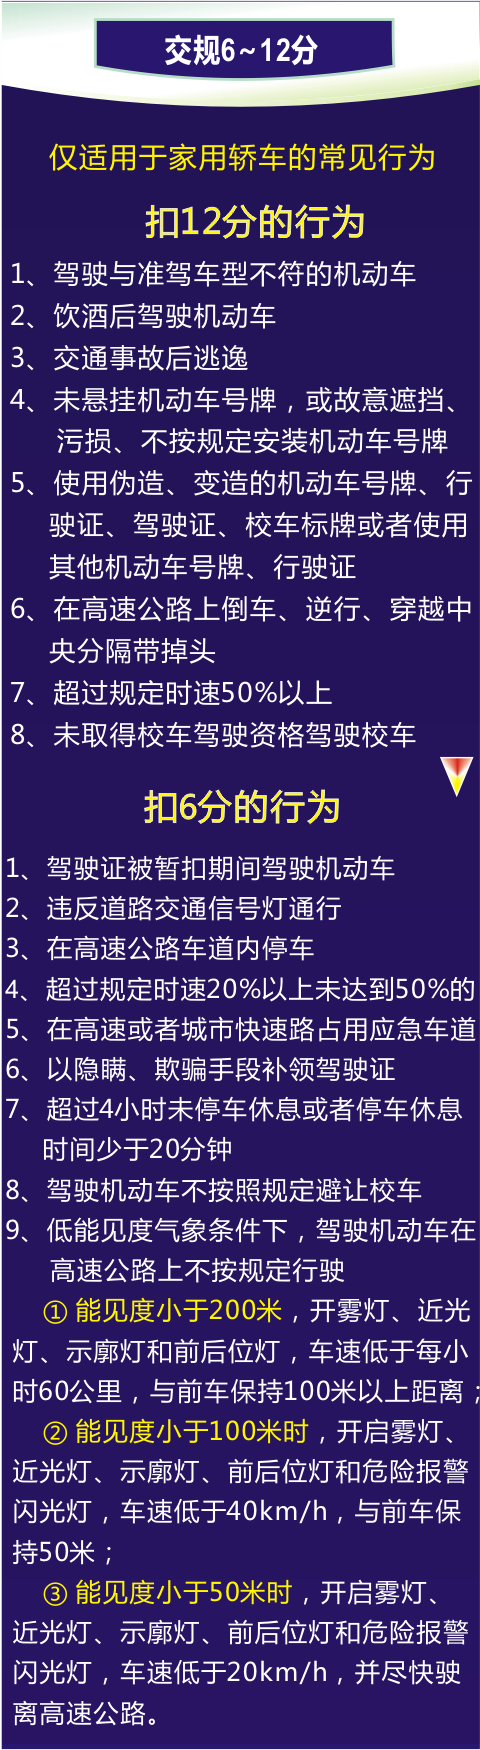 交规6~12分
仅适用于家用轿车的常见行为
扣12分的行为
1、驾驶与准驾车型不符的机动车
2、饮酒后驾驶机动车
3、交通事故后逃逸
4、未悬挂机动车号牌，或故意遮挡、
污损、不按规定安装机动车号牌
5、使用伪造、变造的机动车号牌、行
驶证、驾驶证、校车标牌或者使用
其他机动车号牌、行驶证
6、在高速公路上倒车、逆行、穿越中
央分隔带掉头
7、超过规定时速50%以上
8、未取得校车驾驶资格驾驶校车
扣6分的行为
1、驾驶证被暂扣期间驾驶机动车
2、违反道路交通信号灯通行
3、在高速公路车道内停车
4、超过规定时速20%以上未达到50%的
5、在高速或者城市快速路占用应急车道
6、以隐瞒、欺骗手段补领驾驶证
7、超过4小时未停车休息或者停车休息
时间少于20分钟
8、驾驶机动车不按照规定避让校车
9、低能见度气象条件下，驾驶机动车在
高速公路上不按规定行驶
① 能见度小于200米，开雾灯、近光
灯、示廓灯和前后位灯，车速低于每小
时60公里，与前车保持100米以上距离；
② 能见度小于100米时，开启雾灯、
近光灯、示廓灯、前后位灯和危险报警
闪光灯，车速低于40km/h，与前车保
持50米；
③ 能见度小于50米时，开启雾灯、
近光灯、示廓灯、前后位灯和危险报警
闪光灯，车速低于20km/h，并尽快驶
离高速公路。